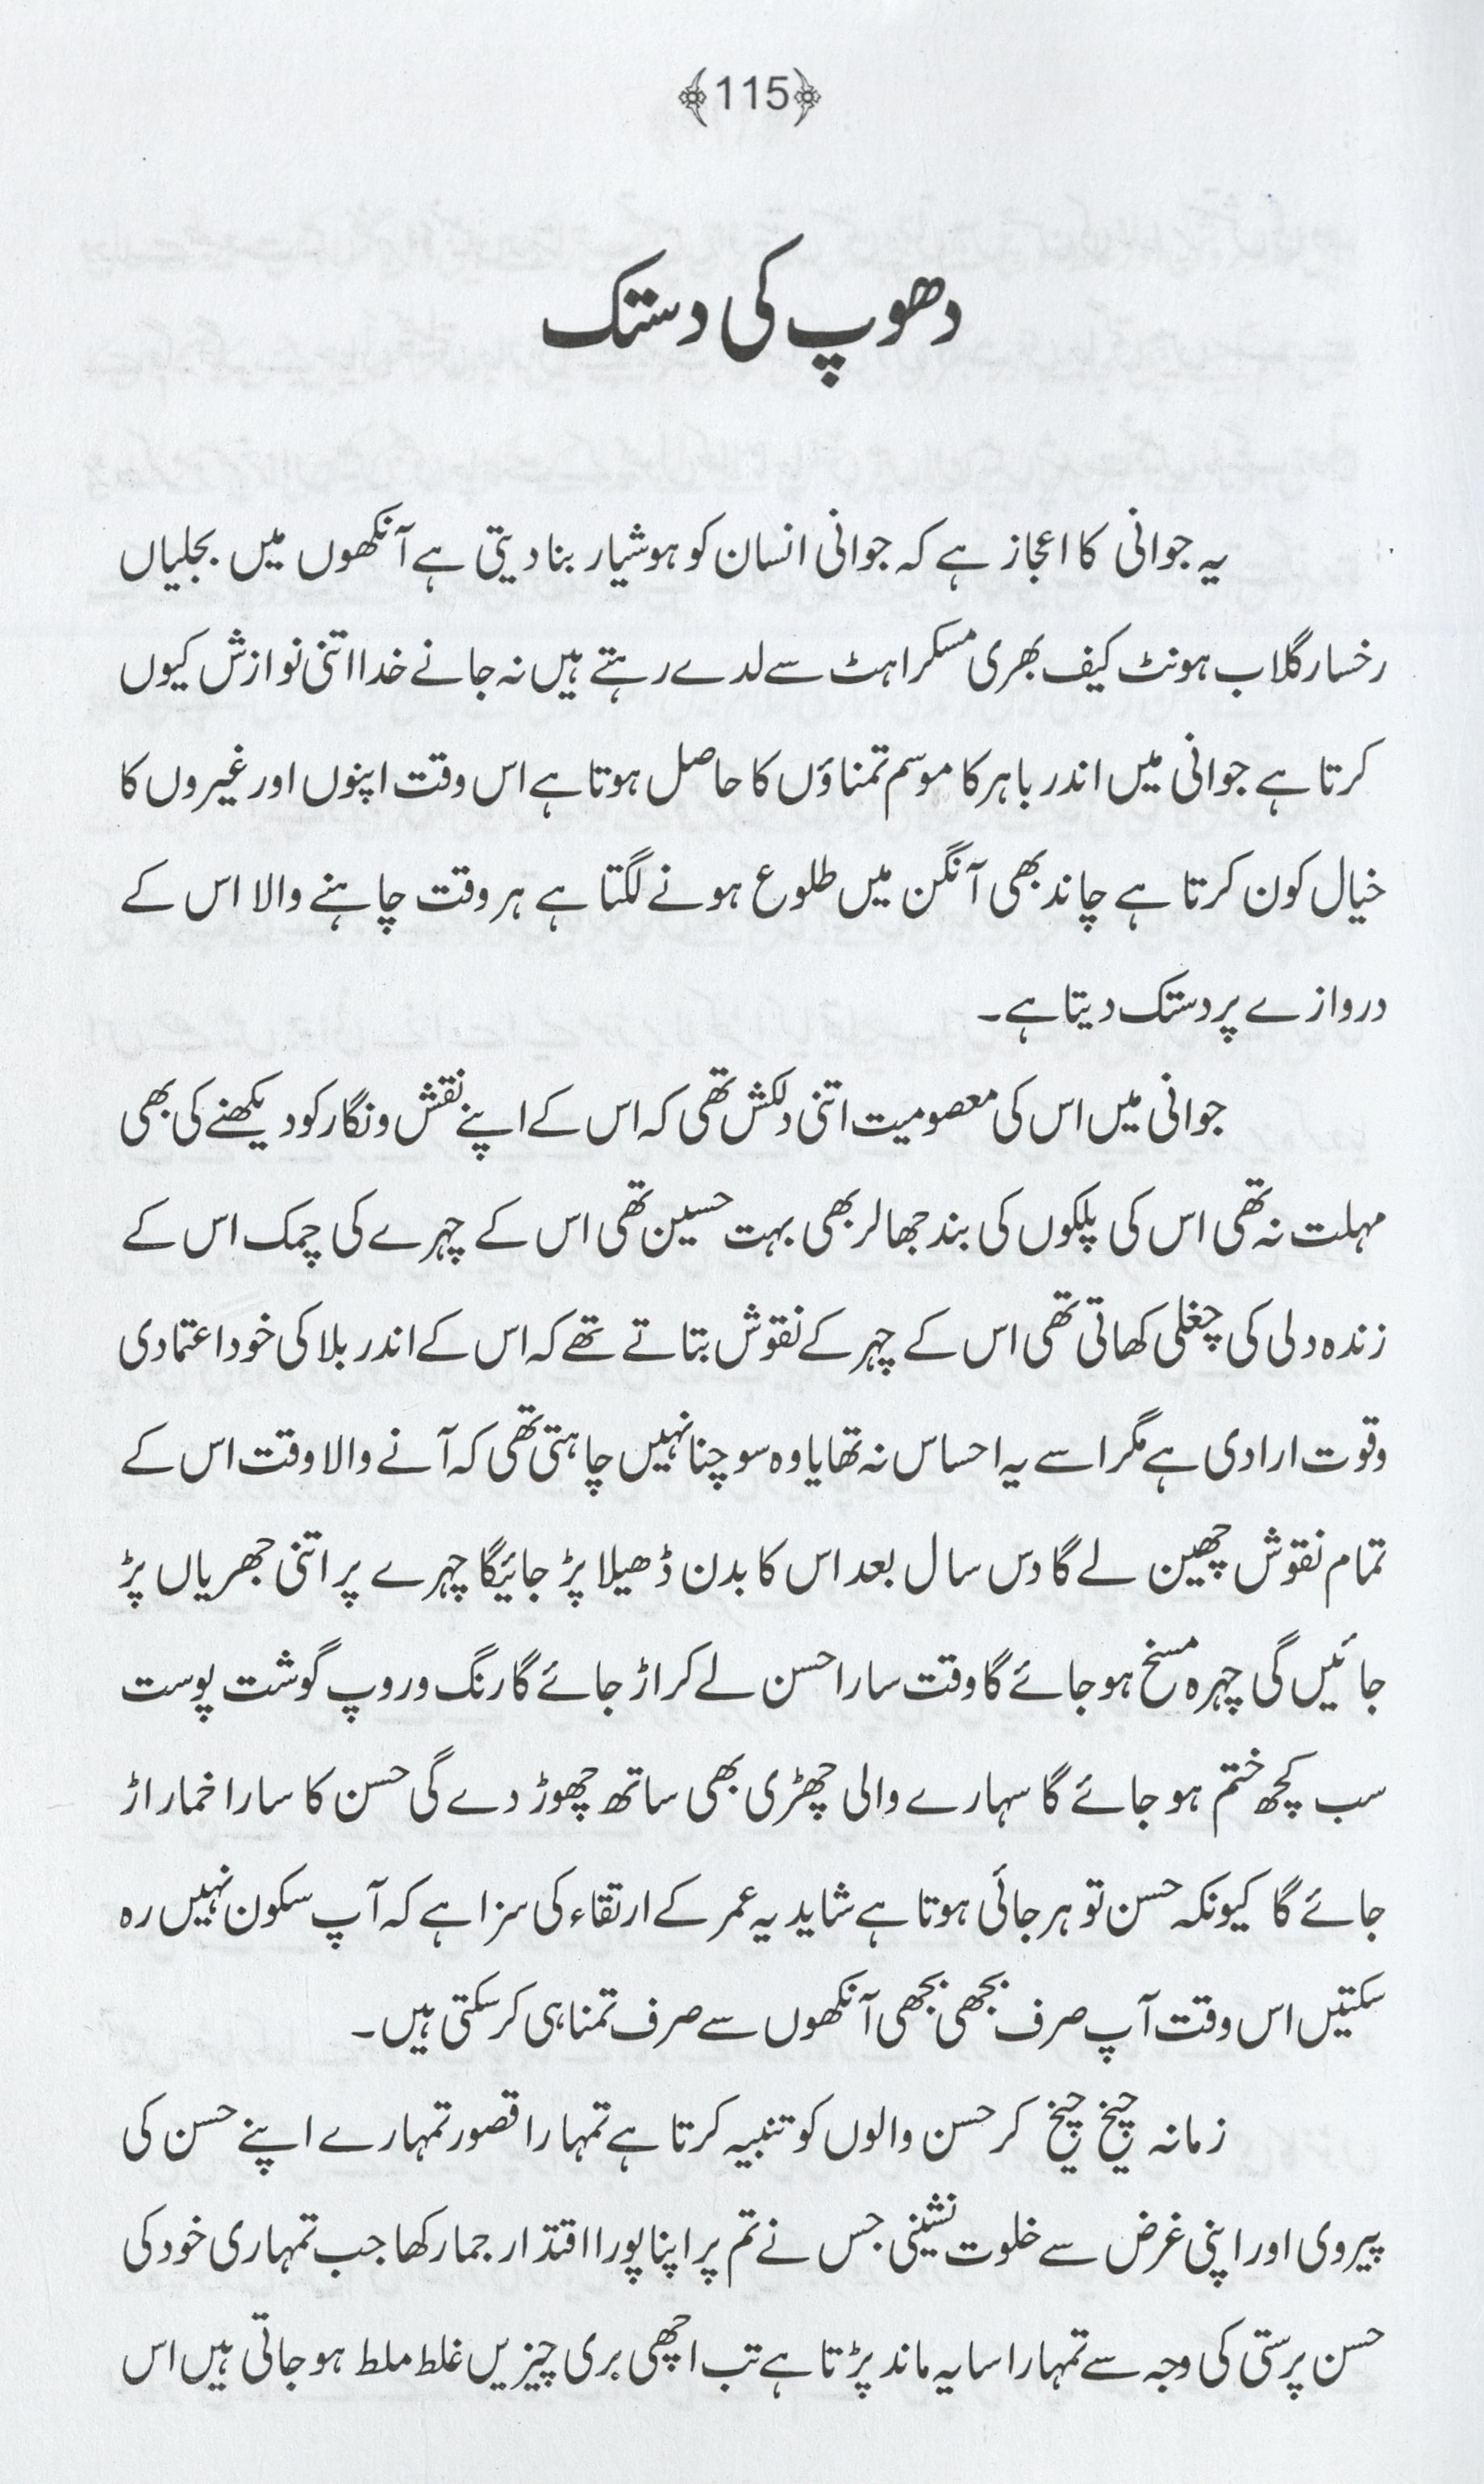 115
دھوپ کی دستک
یہ جوانی کا اعجاز ہے کہ جوانی انسان کو ہوشیار بنا دیتی ہے آنکھوں میں بجلیاں
رخسار گلاب ہونٹ کیف بھری مسکراہٹ سے لدے رہتے ہیں نہ جانے خدا اتنی نوازش کیوں
کرتا ہے جوانی میں اندر باہر کا موسم تمناؤں کا حاصل ہوتا ہے اس وقت اپنوں اور غیروں کا
خیال کون کرتا ہے چاند بھی آنگن میں طلوع ہونے لگتا ہے ہر وقت چاہنے والا اس کے
دروازے پر دستک دیتا ہے۔
جوانی میں اس کی معصومیت اتنی دلکش تھی کہ اس کے اپنے نقش و نگار کو دیکھنے کی بھی
مہلت نہ تھی اس کی پلکوں کی بند جھالر بھی بہت حسین تھی اس کے چہرے کی چمک اس کے
زندہ دلی کی چغلی کھاتی تھی اس کے چہر کے نقوش بتاتے تھے کہ اس کے اندر بلا کی خود اعتمادی
وقوت ارادی ہے مگر اسے یہ احساس نہ تھا یا وہ سوچنا نہیں چاہتی تھی کہ آنے والا وقت اس کے
تمام نقوش چھین لے گا دس سال بعد اس کا بدن ڈھیلا پڑ جائیگا چہرے پر اتنی جھریاں پڑ
جائیں گی چہرہ مسخ ہو جائے گا وقت سارا حسن لے کر اڑ جائے گا رنگ و روپ گوشت پوست
سب کچھ ختم ہو جائے گا سہارے والی چھڑی بھی ساتھ چھوڑ دے گی حسن کا سارا خمار اڑ
جائے گا کیونکہ حسن تو ہرجائی ہوتا ہے شاید یہ عمر کے ارتقاء کی سزا ہے کہ آپ سکون نہیں رہ
سکتیں اس وقت آپ صرف بجھی بجھی آنکھوں سے صرف تمنا ہی کر سکتی ہیں۔
زمانہ چیخ چیخ کر حسن والوں کو تنبیہ کرتا ہے تمہارا قصور تمہارے اپنے حسن کی
پیروی اور اپنی غرض سے خلوت نشینی جس نے تم پر اپنا پورا اقتدار جما رکھا جب تمہاری خود کی
حسن پرستی کی وجہ سے تمہارا سایہ ماند پڑتا ہے تب اچھی بری چیزیں غلط ملط ہو جاتی ہیں اس